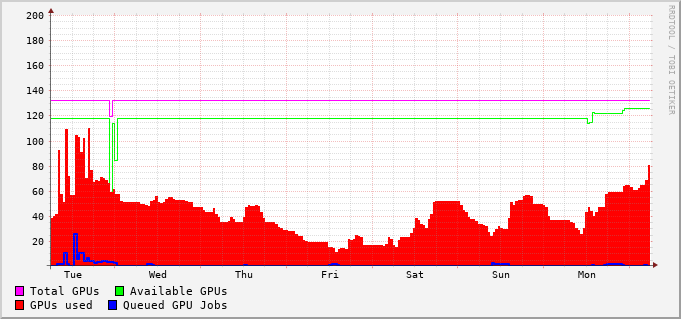 200
180
160
140
120
100
80
60
40
20
Tue Wed Thu Fri Sat Sun Mon
Total GPUs Available GPUs
GPUs used Queued GPU Jobs
RRDTOOL / TOBI OETIKER